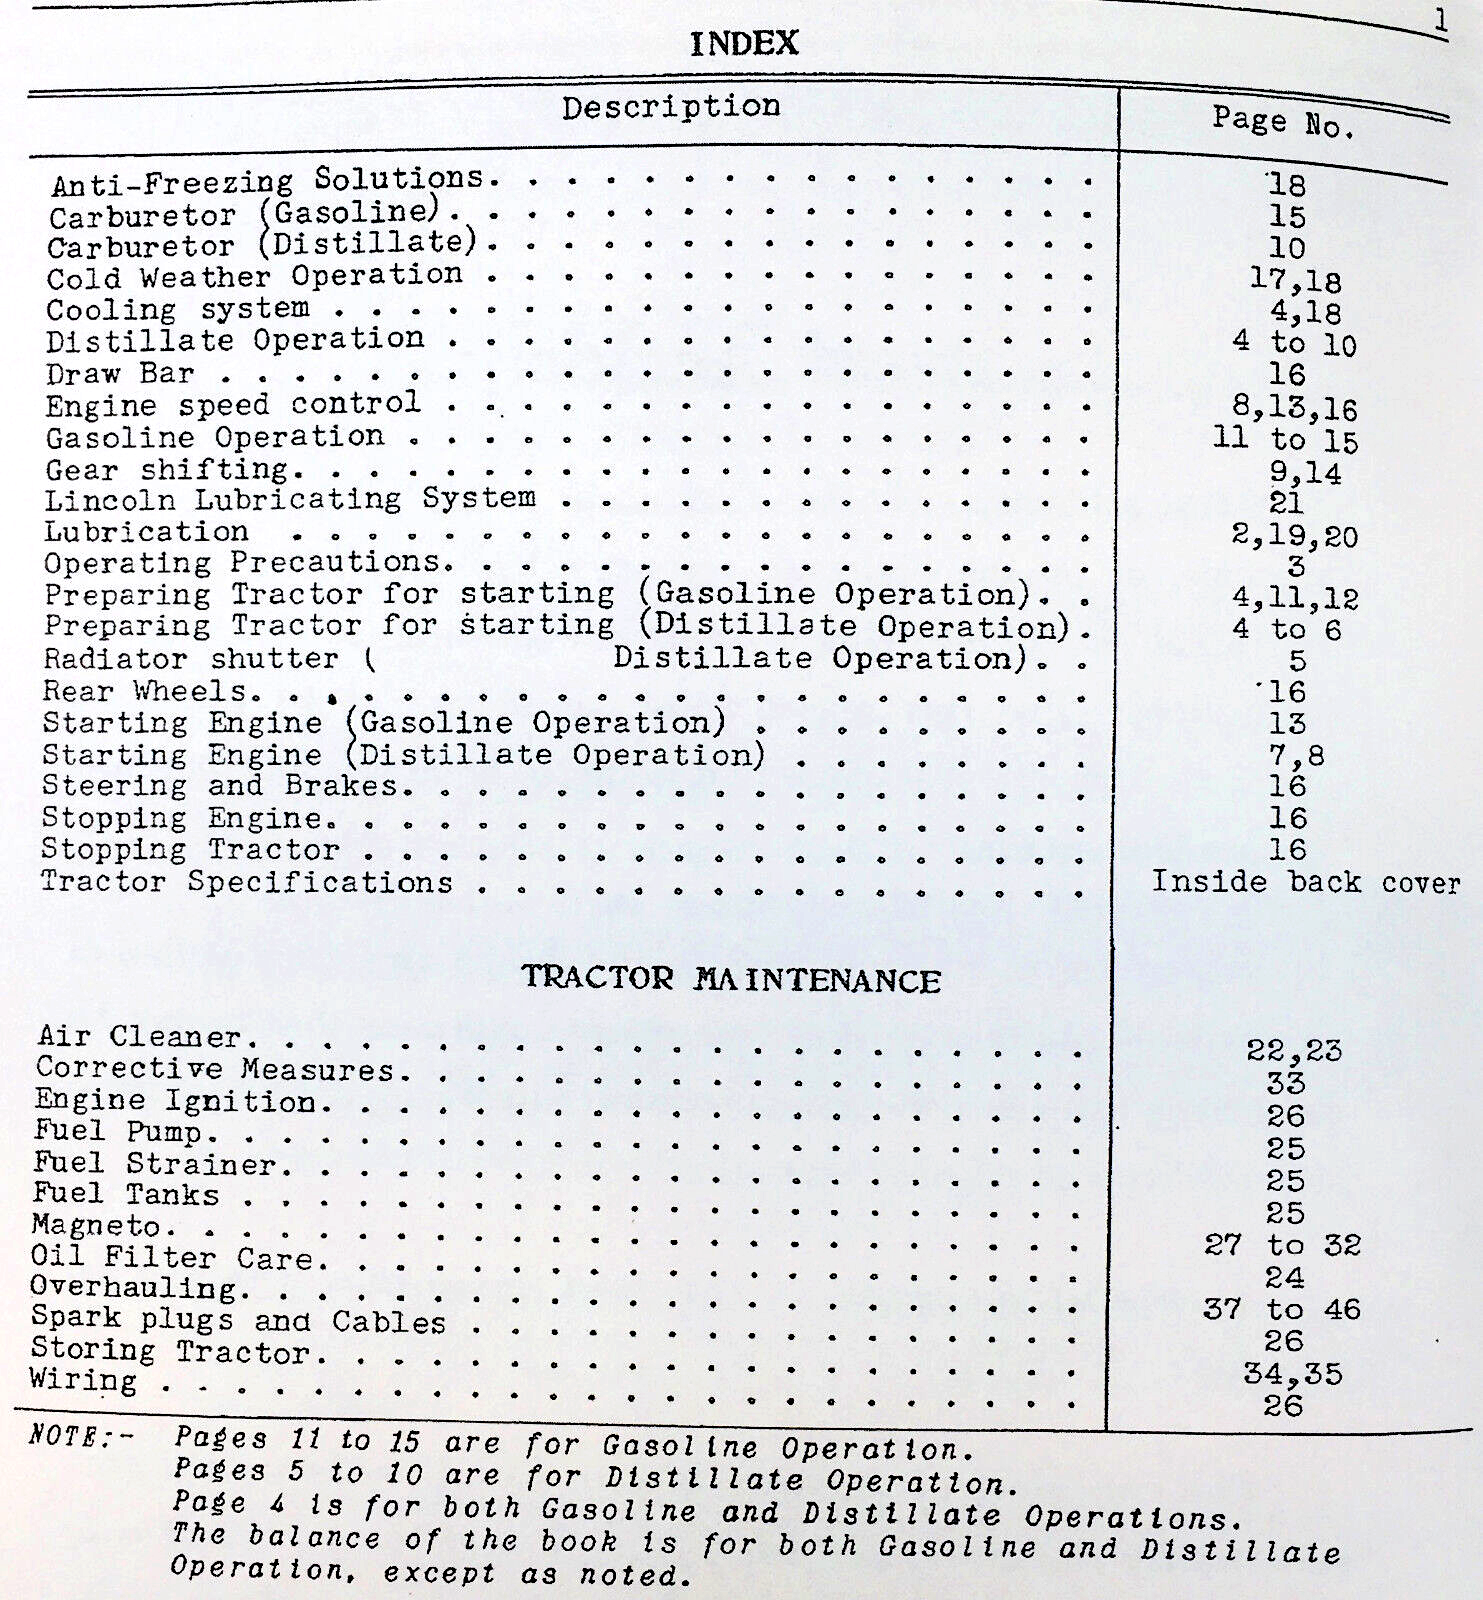 1
INDEX
Description Page No.
Anti-Freezing Solutions. . . . . . . . . . . . . . . . . 18
Carburetor (Gasoline). . . . . . . . . . . . . . . . . . 15
Carburetor (Distillate). . . . . . . . . . . . . . . . . 10
Cold Weather Operation . . . . . . . . . . . . . . . . . 17,18
Cooling system . . . . . . . . . . . . . . . . . . . . . 4,18
Distillate Operation . . . . . . . . . . . . . . . . . . 4 to 10
Draw Bar . . . . . . . . . . . . . . . . . . . . . . . . 16
Engine speed control . . . . . . . . . . . . . . . . . . 8,13,16
Gasoline Operation . . . . . . . . . . . . . . . . . . . 11 to 15
Gear shifting. . . . . . . . . . . . . . . . . . . . . . 9,14
Lincoln Lubricating System . . . . . . . . . . . . . . . 21
Lubrication . . . . . . . . . . . . . . . . . . . . . . 2,19,20
Operating Precautions. . . . . . . . . . . . . . . . . . 3
Preparing Tractor for starting (Gasoline Operation). . 4,11,12
Preparing Tractor for starting (Distillate Operation). 4 to 6
Radiator shutter ( Distillate Operation). . 5
Rear Wheels. . . . . . . . . . . . . . . . . . . . . . . 16
Starting Engine (Gasoline Operation) . . . . . . . . . . 13
Starting Engine (Distillate Operation) . . . . . . . . 7,8
Steering and Brakes. . . . . . . . . . . . . . . . . . . 16
Stopping Engine. . . . . . . . . . . . . . . . . . . . . 16
Stopping Tractor . . . . . . . . . . . . . . . . . . . . 16
Tractor Specifications . . . . . . . . . . . . . . . . . Inside back cover
TRACTOR MAINTENANCE
Air Cleaner. . . . . . . . . . . . . . . . . . . . . . . 22,23
Corrective Measures. . . . . . . . . . . . . . . . . . . 33
Engine Ignition. . . . . . . . . . . . . . . . . . . . . 26
Fuel Pump. . . . . . . . . . . . . . . . . . . . . . . . 25
Fuel Strainer. . . . . . . . . . . . . . . . . . . . . . 25
Fuel Tanks . . . . . . . . . . . . . . . . . . . . . . . 25
Magneto. . . . . . . . . . . . . . . . . . . . . . . . . 27 to 32
Oil Filter Care. . . . . . . . . . . . . . . . . . . . . 24
Overhauling. . . . . . . . . . . . . . . . . . . . . . . 37 to 46
Spark plugs and Cables . . . . . . . . . . . . . . . . . 26
Storing Tractor. . . . . . . . . . . . . . . . . . . . . 34,35
Wiring . . . . . . . . . . . . . . . . . . . . . . . . . 26
NOTE:- Pages 11 to 15 are for Gasoline Operation.
Pages 5 to 10 are for Distillate Operation.
Page 4 is for both Gasoline and Distillate Operations.
The balance of the book is for both Gasoline and Distillate
Operation, except as noted.